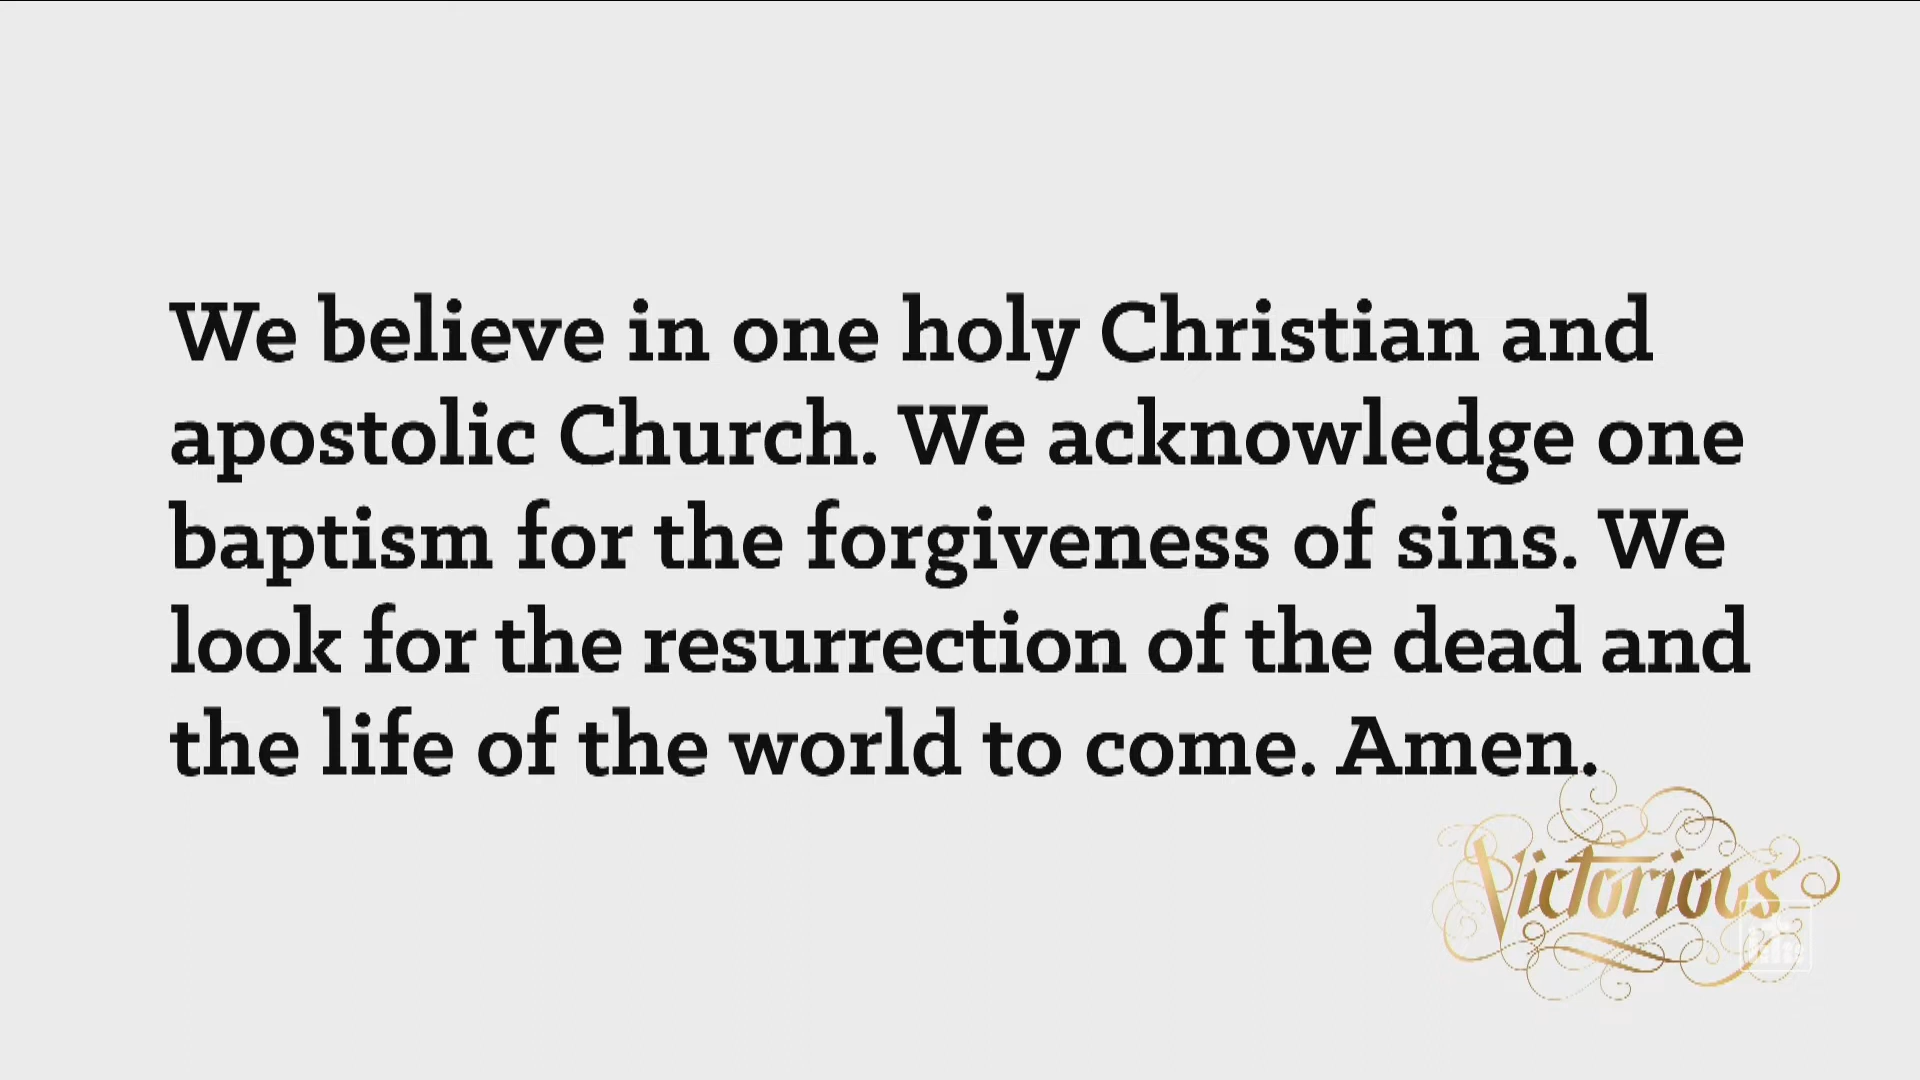 We believe in one holy Christian and
apostolic Church. We acknowledge one
baptism for the forgiveness of sins. We
look for the resurrection of the dead and
the life of the world to come. Amen.
Victorious